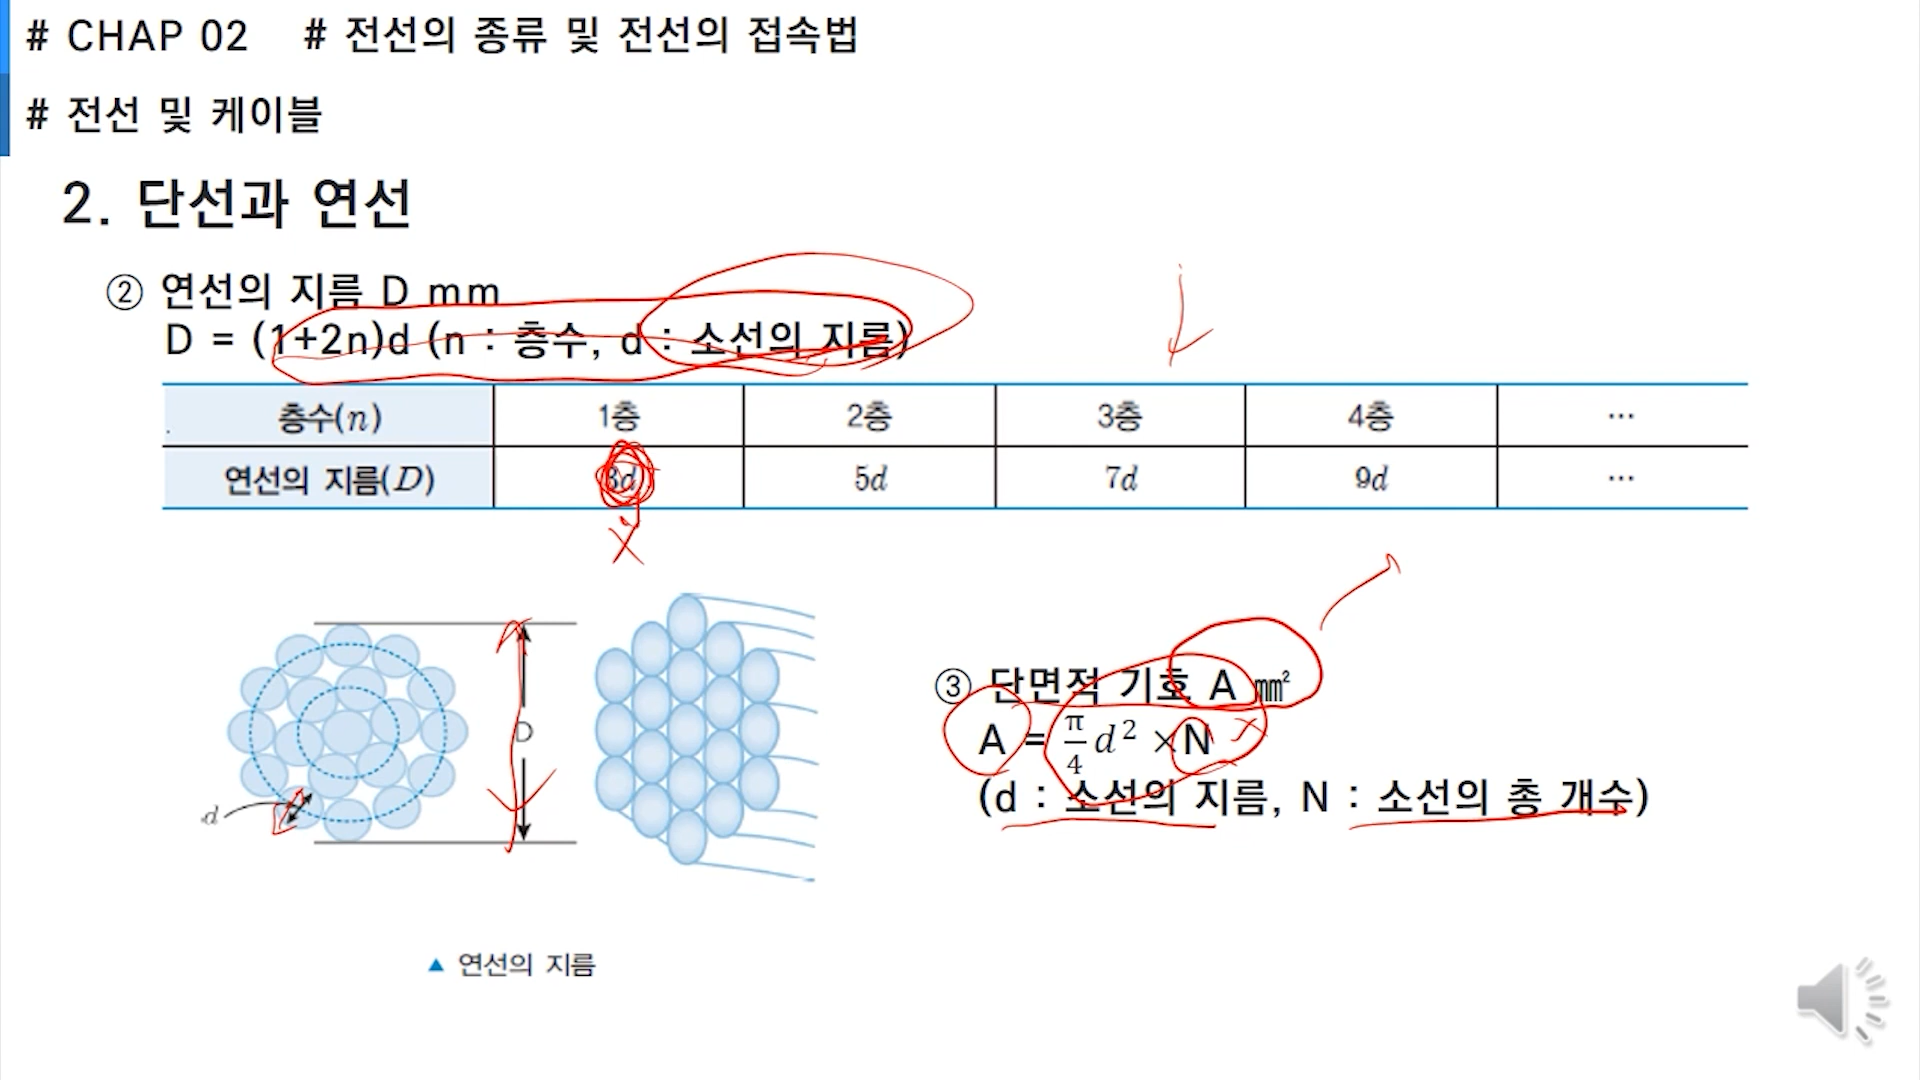 # CHAP 02 # 전선의 종류 및 전선의 접속법
# 전선 및 케이블
2. 단선과 연선
② 연선의 지름 D mm
D = (1+2n)d (n : 층수, d : 소선의 지름)
층수(n) 1층 2층 3층 4층 ···
연선의 지름(D) 3d 5d 7d 9d ···
D
d
▲ 연선의 지름
③ 단면적 기호 A ㎟
A = π/4 d² ×N
(d : 소선의 지름, N : 소선의 총 개수)